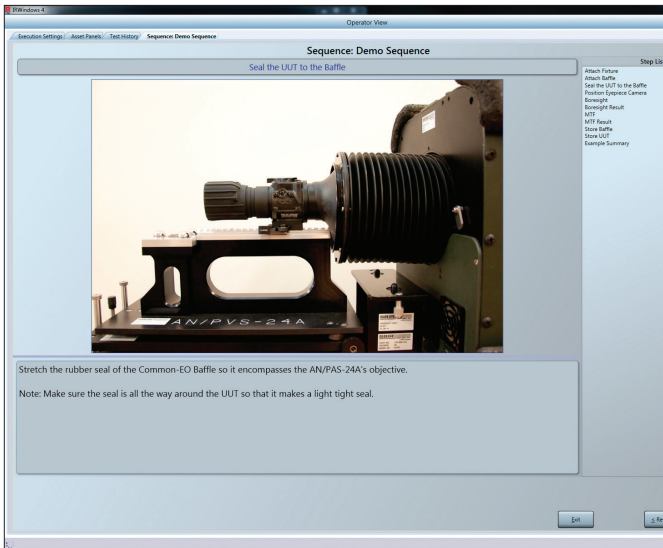 IRWindows 4
Operator View
Execution Settings
Asset Panels
Test History
Sequence: Demo Sequence
Sequence: Demo Sequence
Seal the UUT to the Baffle
AN/PVS-24A
Stretch the rubber seal of the Common-EO Baffle so it encompasses the AN/PAS-24A's objective.
Note: Make sure the seal is all the way around the UUT so that it makes a light tight seal.
Step Lis
Attach Fixture
Attach Baffle
Seal the UUT to the Baffle
Position Eyepiece Camera
Boresight
Boresight Result
MTF
MTF Result
Store Baffle
Store UUT
Example Summary
Exit
< Re